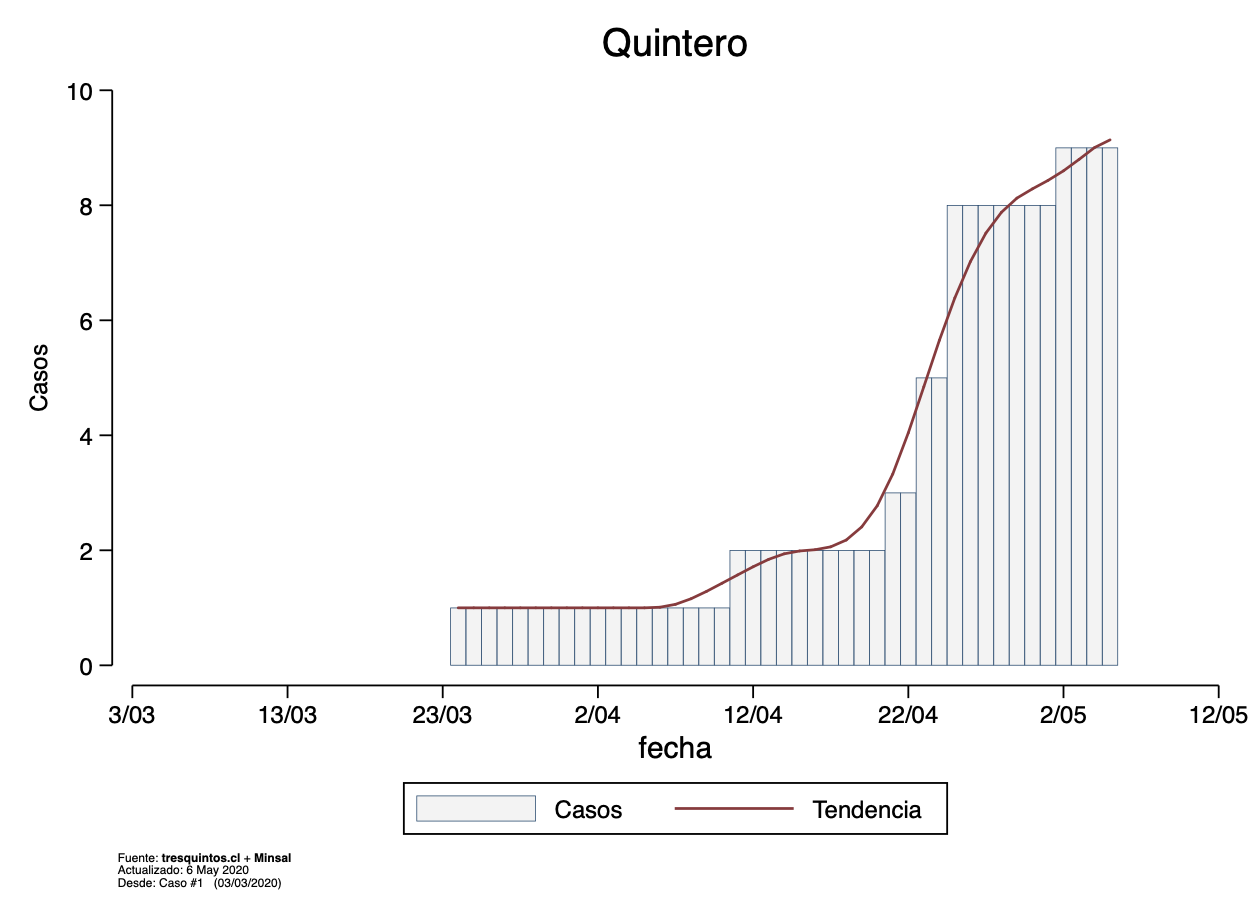 Quintero
10
8
6
4
2
0
Casos
3/03 13/03 23/03 2/04 12/04 22/04 2/05 12/05
fecha
Casos Tendencia
Fuente: tresquintos.cl + Minsal
Actualizado: 6 May 2020
Desde: Caso #1 (03/03/2020)